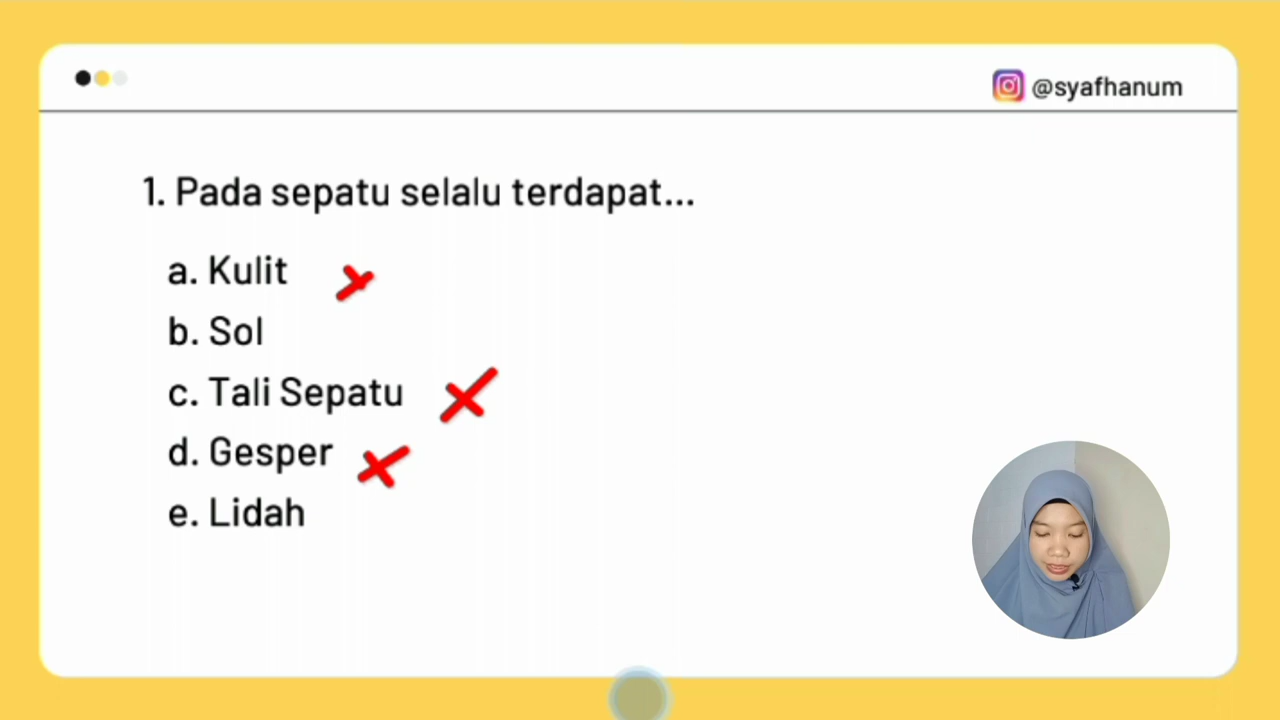 @syafhanum
1. Pada sepatu selalu terdapat...
a. Kulit
b. Sol
c. Tali Sepatu
d. Gesper
e. Lidah